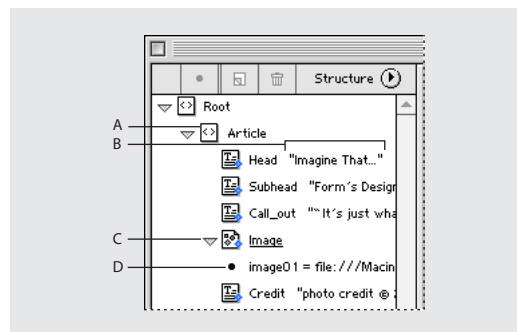 Structure
Root
A
Article
B
Head "Imagine That..."
Subhead "Form's Design
Call_out "“It's just wha
C
Image
D
image01 = file:///Macin
Credit "photo credit ©